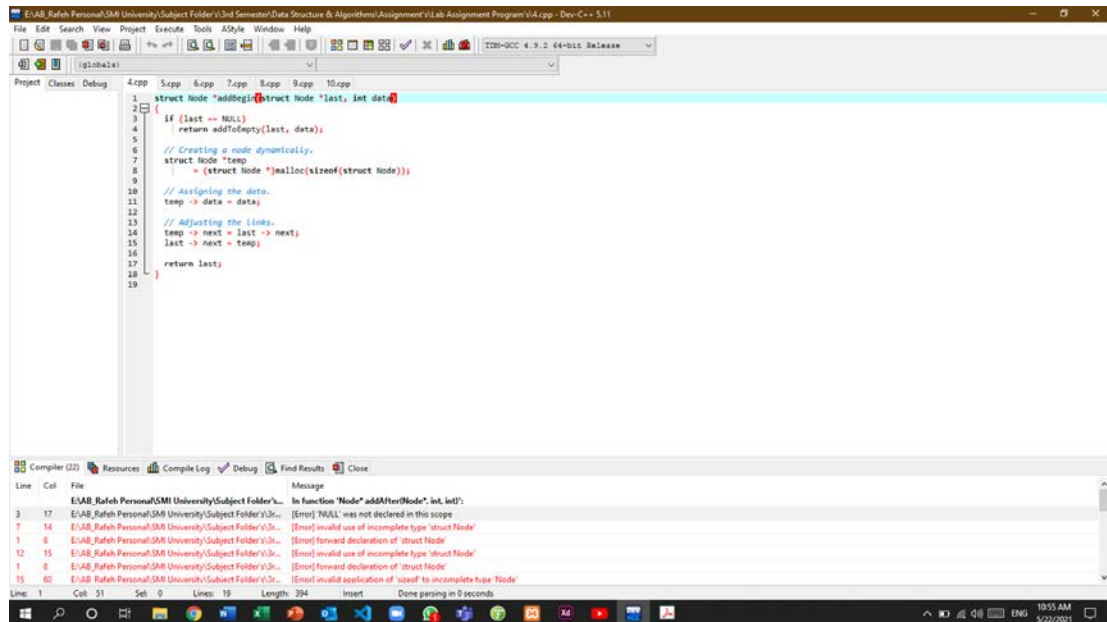 E:\AB_Rafeh Personal\SMI University\Subject Folder's\3rd Semester\Data Structure & Algorithms\Assignment's\Lab Assignment Program's\4.cpp - Dev-C++ 5.11
File Edit Search View Project Execute Tools AStyle Window Help
TDM-GCC 4.9.2 64-bit Release
(globals)
Project Classes Debug 4.cpp 5.cpp 6.cpp 7.cpp 8.cpp 9.cpp 10.cpp
1 struct Node *addBegin(struct Node *last, int data)
2 {
3 if (last == NULL)
4 return addToEmpty(last, data);
5
6 // Creating a node dynamically.
7 struct Node *temp
8 = (struct Node *)malloc(sizeof(struct Node));
9
10 // Assigning the data.
11 temp -> data = data;
12
13 // Adjusting the links.
14 temp -> next = last -> next;
15 last -> next = temp;
16
17 return last;
18 }
19
Compiler (22) Resources Compile Log Debug Find Results Close
Line Col File Message
E:\AB_Rafeh Personal\SMI University\Subject Folder's... In function 'Node* addAfter(Node*, int, int)':
3 17 E:\AB_Rafeh Personal\SMI University\Subject Folder's\3r... [Error] 'NULL' was not declared in this scope
7 14 E:\AB_Rafeh Personal\SMI University\Subject Folder's\3r... [Error] invalid use of incomplete type 'struct Node'
1 8 E:\AB_Rafeh Personal\SMI University\Subject Folder's\3r... [Error] forward declaration of 'struct Node'
12 15 E:\AB_Rafeh Personal\SMI University\Subject Folder's\3r... [Error] invalid use of incomplete type 'struct Node'
1 8 E:\AB_Rafeh Personal\SMI University\Subject Folder's\3r... [Error] forward declaration of 'struct Node'
15 60 E:\AB_Rafeh Personal\SMI University\Subject Folder's\3r... [Error] invalid application of 'sizeof' to incomplete type 'Node'
Line: 1 Col: 51 Sel: 0 Lines: 19 Length: 394 Insert Done parsing in 0 seconds
ENG 10:55 AM
5/22/2021